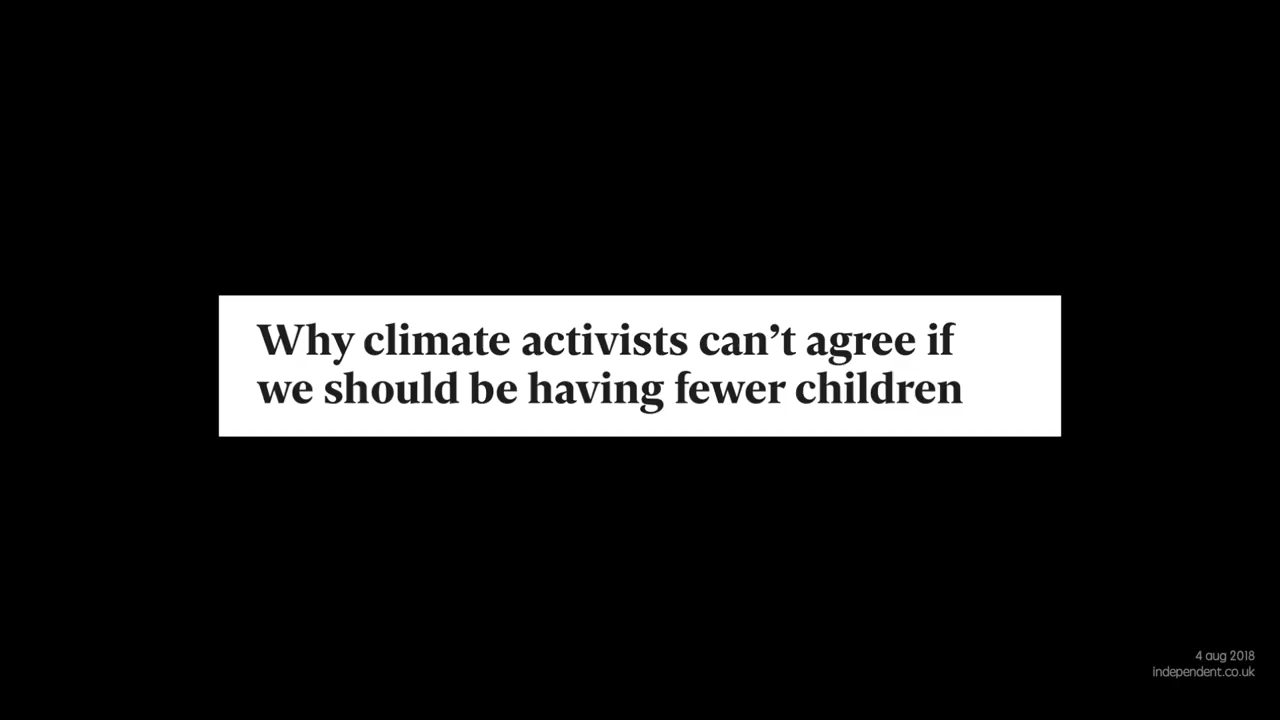 Why climate activists can’t agree if
we should be having fewer children
4 aug 2018
independent.co.uk